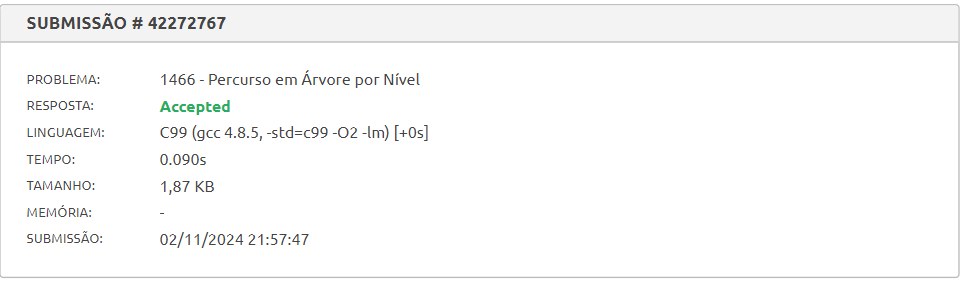 SUBMISSÃO # 42272767
PROBLEMA: 1466 - Percurso em Árvore por Nível
RESPOSTA: Accepted
LINGUAGEM: C99 (gcc 4.8.5, -std=c99 -O2 -lm) [+0s]
TEMPO: 0.090s
TAMANHO: 1,87 KB
MEMÓRIA: -
SUBMISSÃO: 02/11/2024 21:57:47